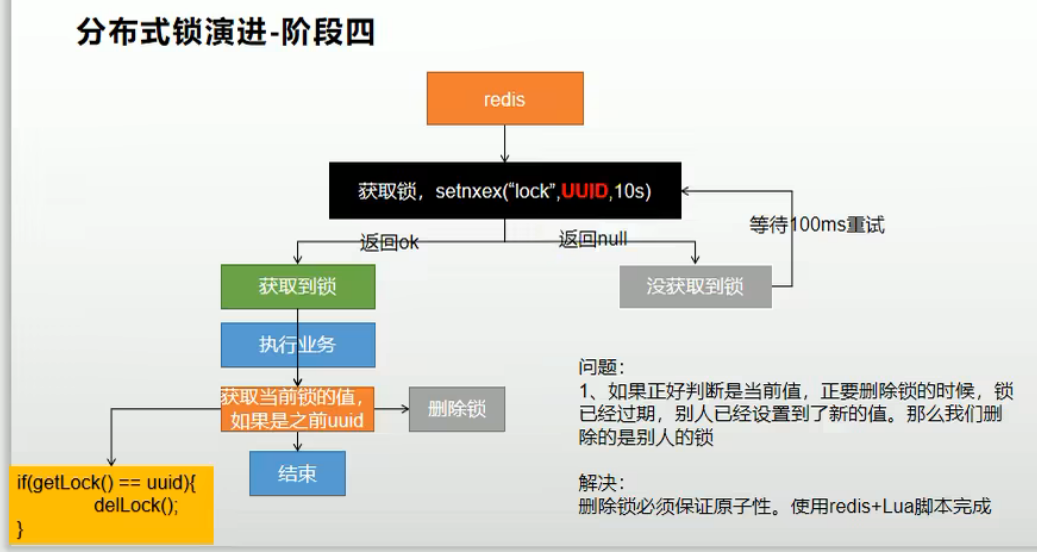 分布式锁演进-阶段四
redis
获取锁，setnxex(“lock”,UUID,10s)
等待100ms重试
返回ok
返回null
获取到锁
没获取到锁
执行业务
获取当前锁的值，
如果是之前uuid
删除锁
结束
if(getLock() == uuid){
delLock();
}
问题：
1、如果正好判断是当前值，正要删除锁的时候，锁
已经过期，别人已经设置到了新的值。那么我们删
除的是别人的锁
解决：
删除锁必须保证原子性。使用redis+Lua脚本完成